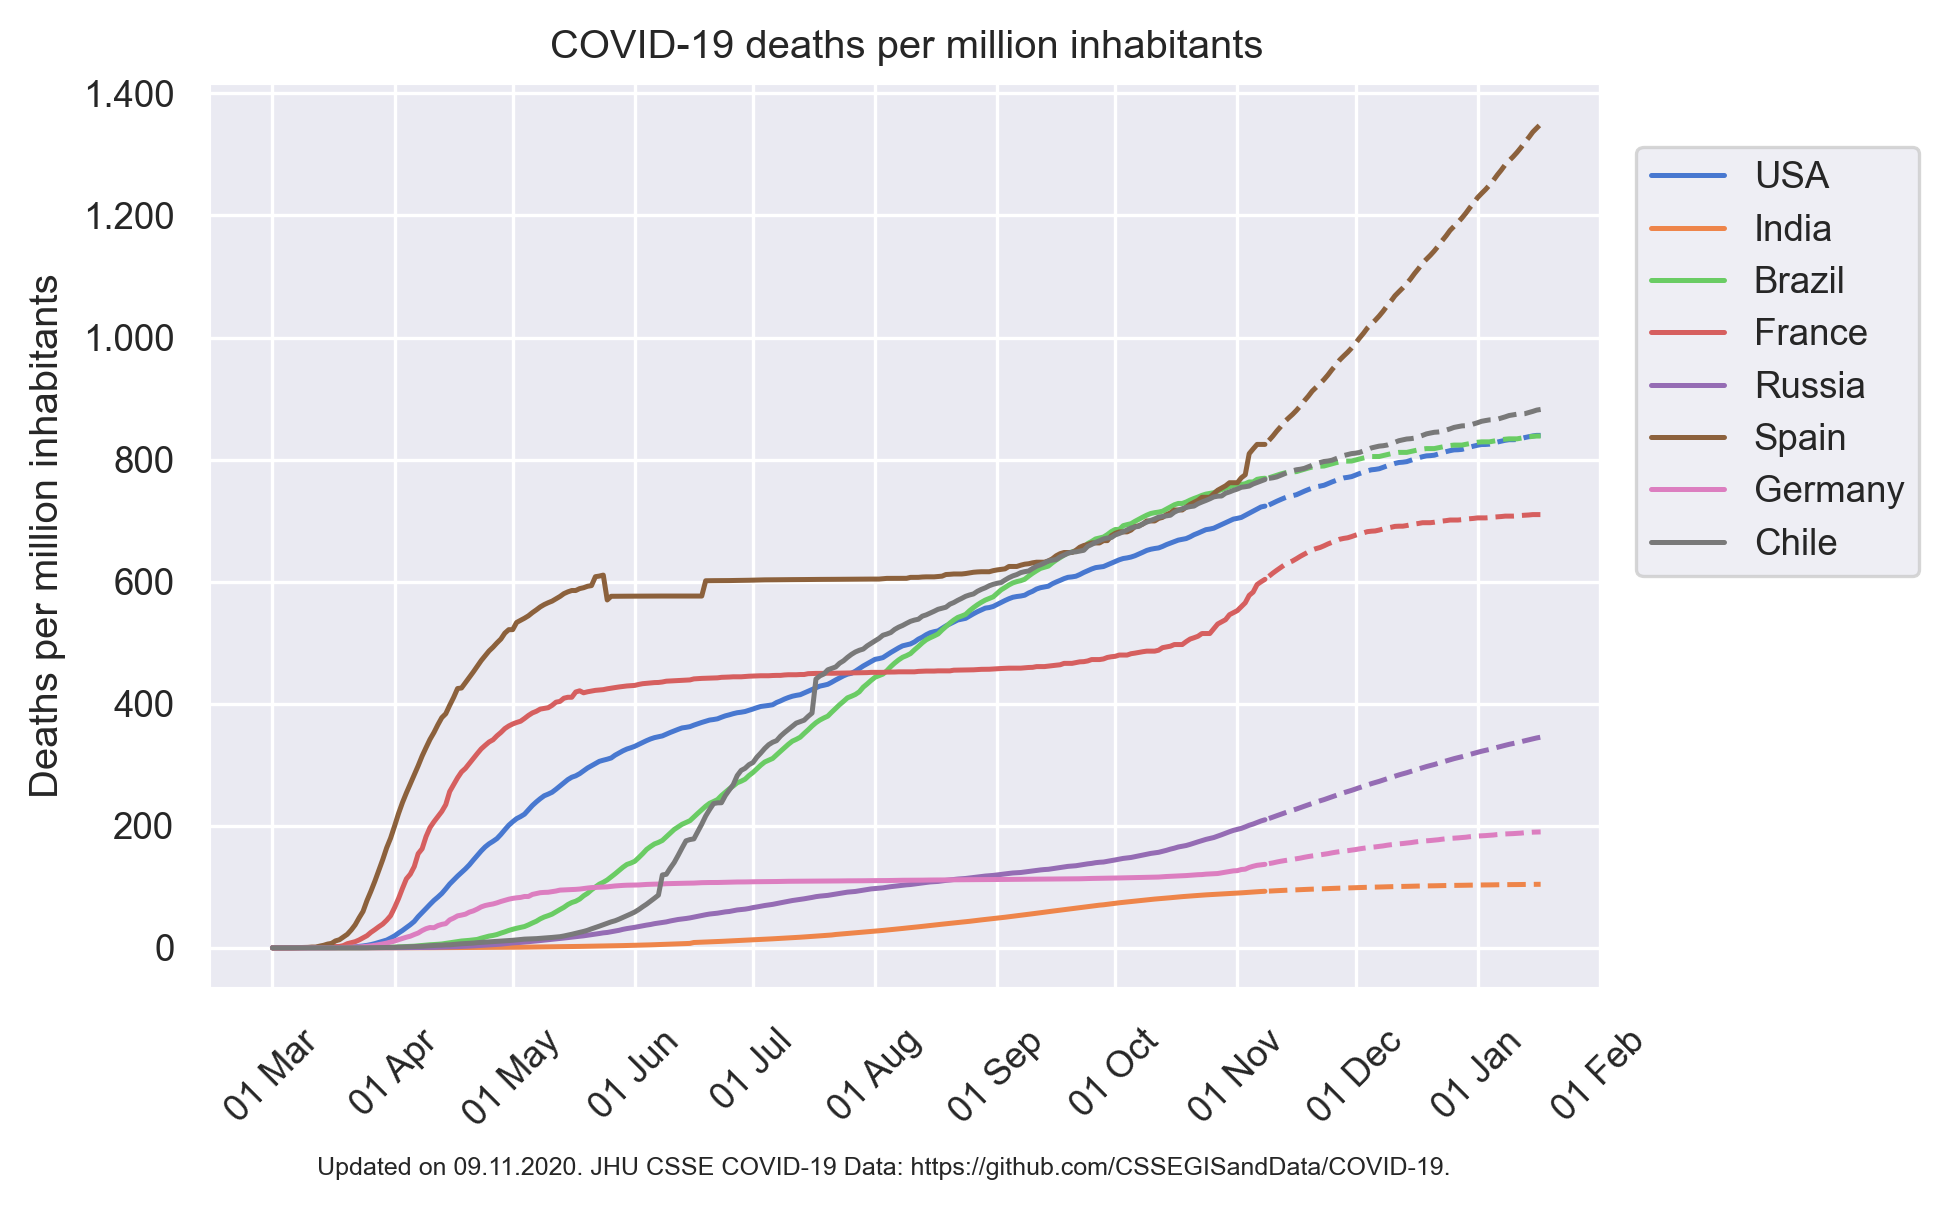 COVID-19 deaths per million inhabitants
1.400
1.200
1.000
800
600
400
200
0
Deaths per million inhabitants
01 Mar
01 Apr
01 May
01 Jun
01 Jul
01 Aug
01 Sep
01 Oct
01 Nov
01 Dec
01 Jan
01 Feb
USA
India
Brazil
France
Russia
Spain
Germany
Chile
Updated on 09.11.2020. JHU CSSE COVID-19 Data: https://github.com/CSSEGISandData/COVID-19.